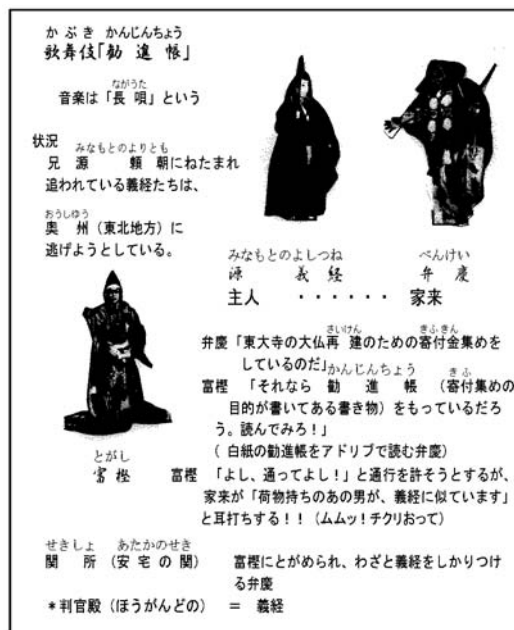 かぶき かんじんちょう
歌舞伎「勧進帳」
ながうた
音楽は「長唄」という
状況
みなもとのよりとも
兄 源 頼 朝にねたまれ
追われている義経たちは、
おうしゆう
奥 州（東北地方）に
逃げようとしている。
みなもとのよしつね べんけい
源 義 経 弁 慶
主人 ・・・・・・ 家来
さいけん きふきん
弁慶「東大寺の大仏再 建のための寄付金集めを
しているのだ」
かんじんちょう きふ
富樫 「それなら 勧 進 帳 （寄付集めの
目的が書いてある書き物）をもっているだろ
う。読んでみろ！」
（ 白紙の勧進帳をアドリブで読む弁慶）
とがし
富 樫
富樫 「よし、通ってよし！」と通行を許そうとするが、
家来が「荷物持ちのあの男が、義経に似ています」
と耳打ちする！！（ムムッ！チクリおって）
せきしょ あたかのせき
関 所 （安宅の関） 富樫にとがめられ、わざと義経をしかりつけ
る弁慶
＊判官殿（ほうがんどの） ＝ 義経